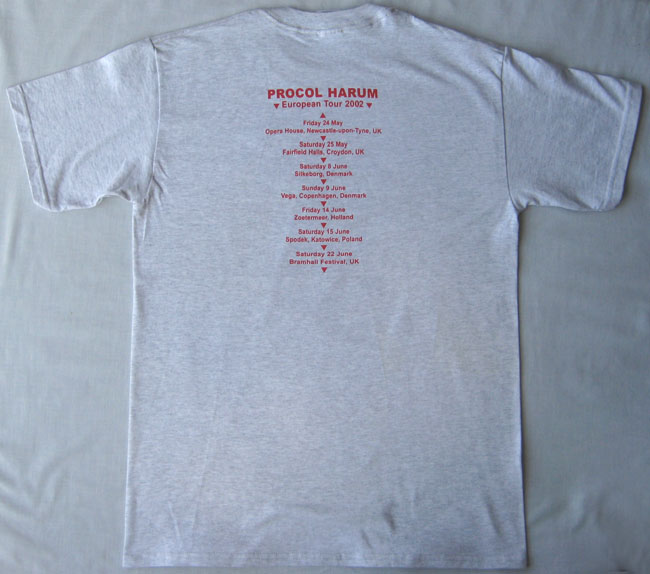 PROCOL HARUM
▼ European Tour 2002 ▼
Friday 24 May
Opera House, Newcastle-upon-Tyne, UK
Saturday 25 May
Fairfield Halls, Croydon, UK
Saturday 8 June
Silkeborg, Denmark
Sunday 9 June
Vega, Copenhagen, Denmark
Friday 14 June
Zoetermeer, Holland
Saturday 15 June
Spodek, Katowice, Poland
Saturday 22 June
Bramhall Festival, UK